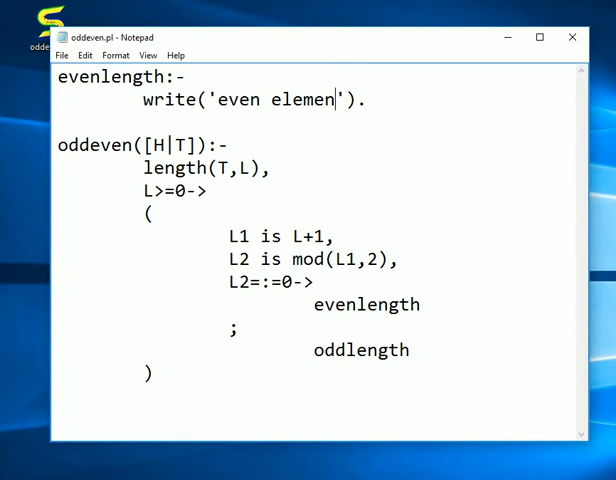 oddeven.pl - Notepad
File Edit Format View Help
evenlength:-
write('even elemen').
oddeven([H|T]):-
length(T,L),
L>=0->
(
L1 is L+1,
L2 is mod(L1,2),
L2=:=0->
evenlength
;
oddlength
)